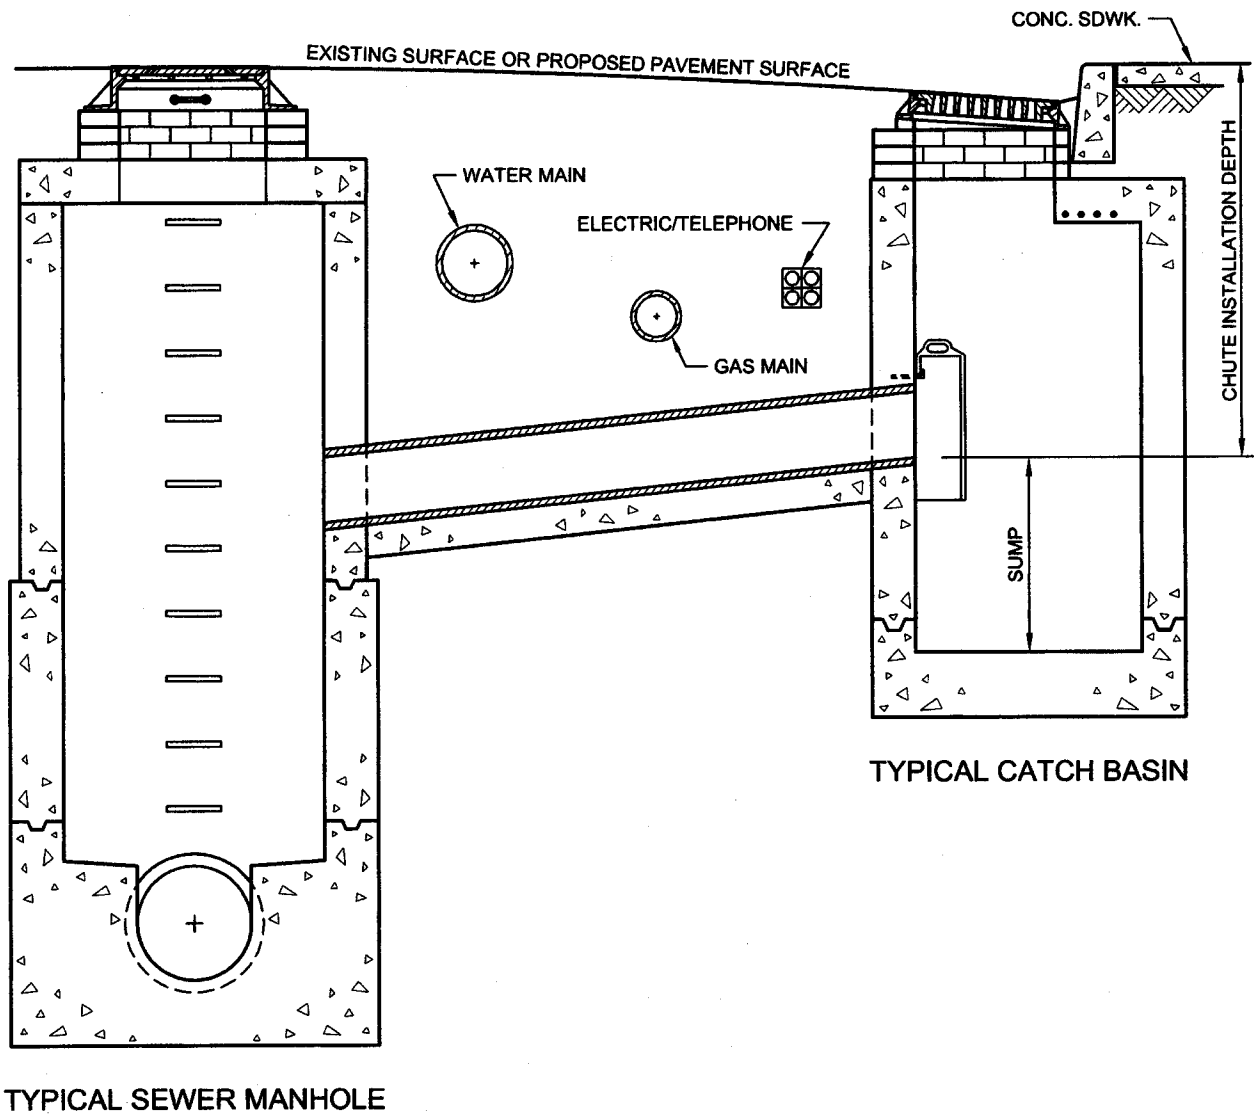 CONC. SDWK.
EXISTING SURFACE OR PROPOSED PAVEMENT SURFACE
WATER MAIN
ELECTRIC/TELEPHONE
GAS MAIN
CHUTE INSTALLATION DEPTH
SUMP
TYPICAL CATCH BASIN
TYPICAL SEWER MANHOLE